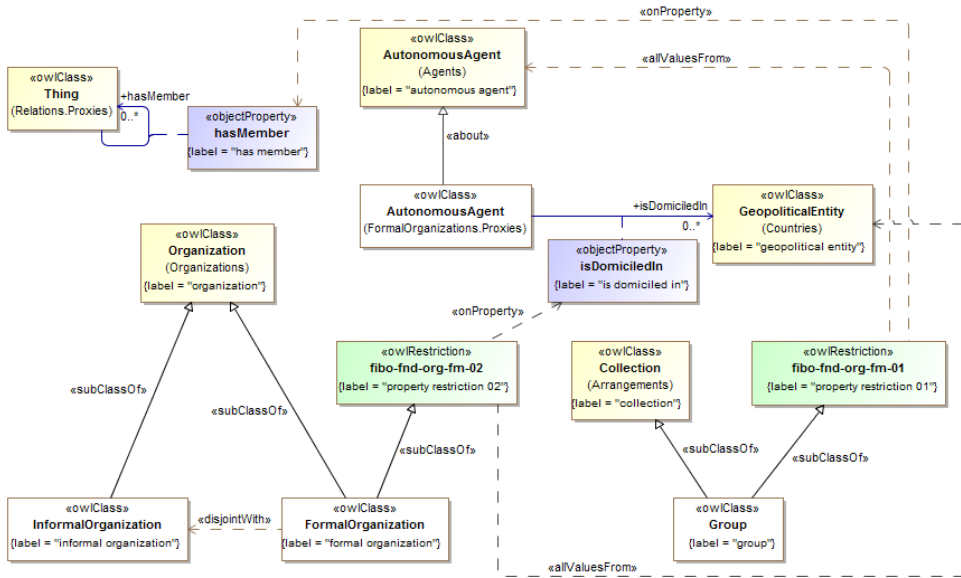 «onProperty»
«owlClass»
AutonomousAgent
(Agents)
{label = "autonomous agent"}
«allValuesFrom»
«owlClass»
Thing
(Relations.Proxies)
+hasMember
0..*
«objectProperty»
hasMember
{label = "has member"}
«about»
«owlClass»
AutonomousAgent
(FormalOrganizations.Proxies)
+isDomiciledIn
0..*
«owlClass»
GeopoliticalEntity
(Countries)
{label = "geopolitical entity"}
«owlClass»
Organization
(Organizations)
{label = "organization"}
«objectProperty»
isDomiciledIn
{label = "is domiciled in"}
«onProperty»
«owlRestriction»
fibo-fnd-org-fm-02
{label = "property restriction 02"}
«owlClass»
Collection
(Arrangements)
{label = "collection"}
«owlRestriction»
fibo-fnd-org-fm-01
{label = "property restriction 01"}
«subClassOf»
«subClassOf»
«subClassOf»
«subClassOf»
«subClassOf»
«owlClass»
InformalOrganization
{label = "informal organization"}
«disjointWith»
«owlClass»
FormalOrganization
{label = "formal organization"}
«owlClass»
Group
{label = "group"}
«allValuesFrom»